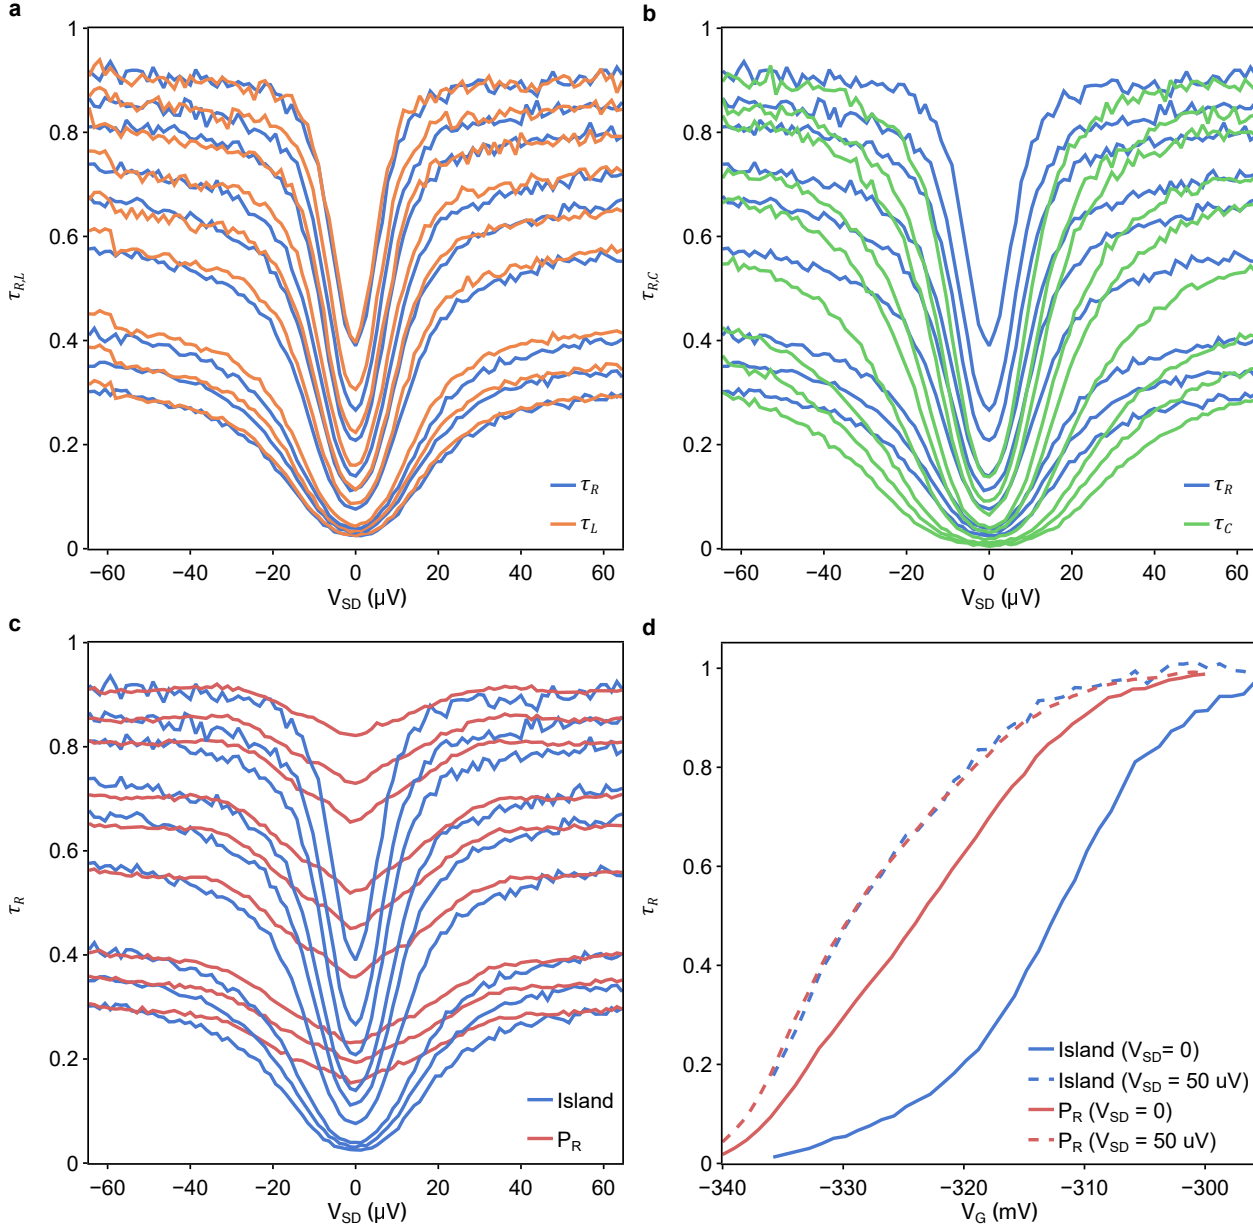 a
1
0.8
0.6
0.4
0.2
0
τR,L
−60 −40 −20 0 20 40 60
VSD (μV)
τR
τL
b
1
0.8
0.6
0.4
0.2
0
τR,C
−60 −40 −20 0 20 40 60
VSD (μV)
τR
τC
c
1
0.8
0.6
0.4
0.2
0
τR
−60 −40 −20 0 20 40 60
VSD (μV)
Island
PR
d
1
0.8
0.6
0.4
0.2
0
τR
−340 −330 −320 −310 −300
VG (mV)
Island (VSD= 0)
Island (VSD = 50 uV)
PR (VSD = 0)
PR (VSD = 50 uV)